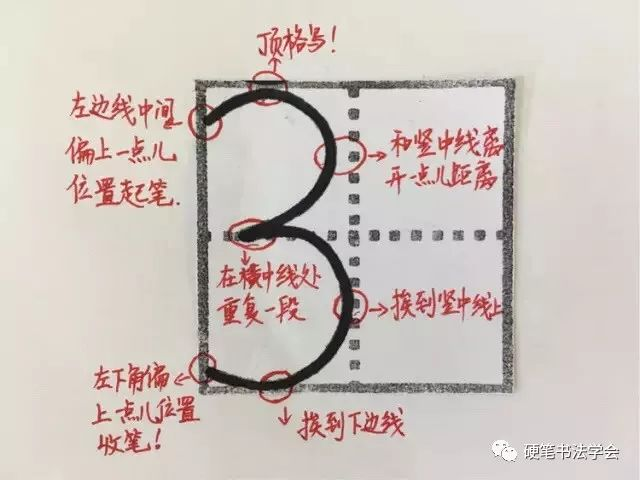 顶格写!
左边线中间
偏上一点儿
位置起笔.
和竖中线离
开一点儿距离
在横中线处
重复一段
挨到竖中线上
左下角偏
上一点儿位置
收笔!
挨到下边线
3
硬笔书法学会